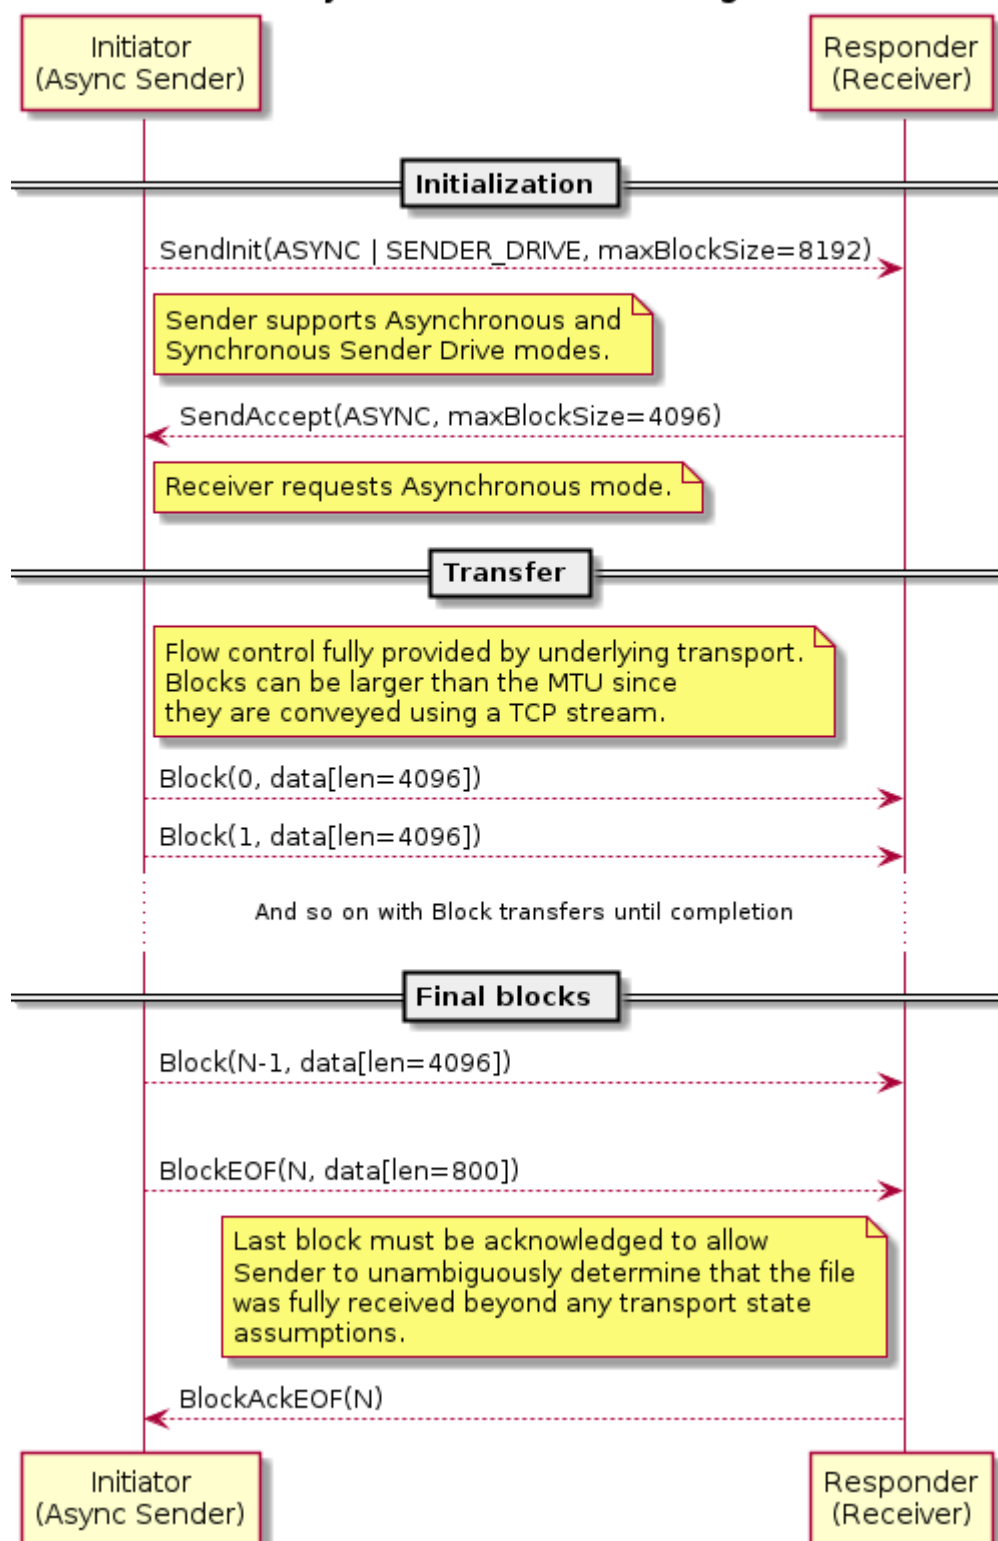 Initiator
(Async Sender)
Responder
(Receiver)
Initialization
SendInit(ASYNC | SENDER_DRIVE, maxBlockSize=8192)
Sender supports Asynchronous and
Synchronous Sender Drive modes.
SendAccept(ASYNC, maxBlockSize=4096)
Receiver requests Asynchronous mode.
Transfer
Flow control fully provided by underlying transport.
Blocks can be larger than the MTU since
they are conveyed using a TCP stream.
Block(0, data[len=4096])
Block(1, data[len=4096])
And so on with Block transfers until completion
Final blocks
Block(N-1, data[len=4096])
BlockEOF(N, data[len=800])
Last block must be acknowledged to allow
Sender to unambiguously determine that the file
was fully received beyond any transport state
assumptions.
BlockAckEOF(N)
Initiator
(Async Sender)
Responder
(Receiver)